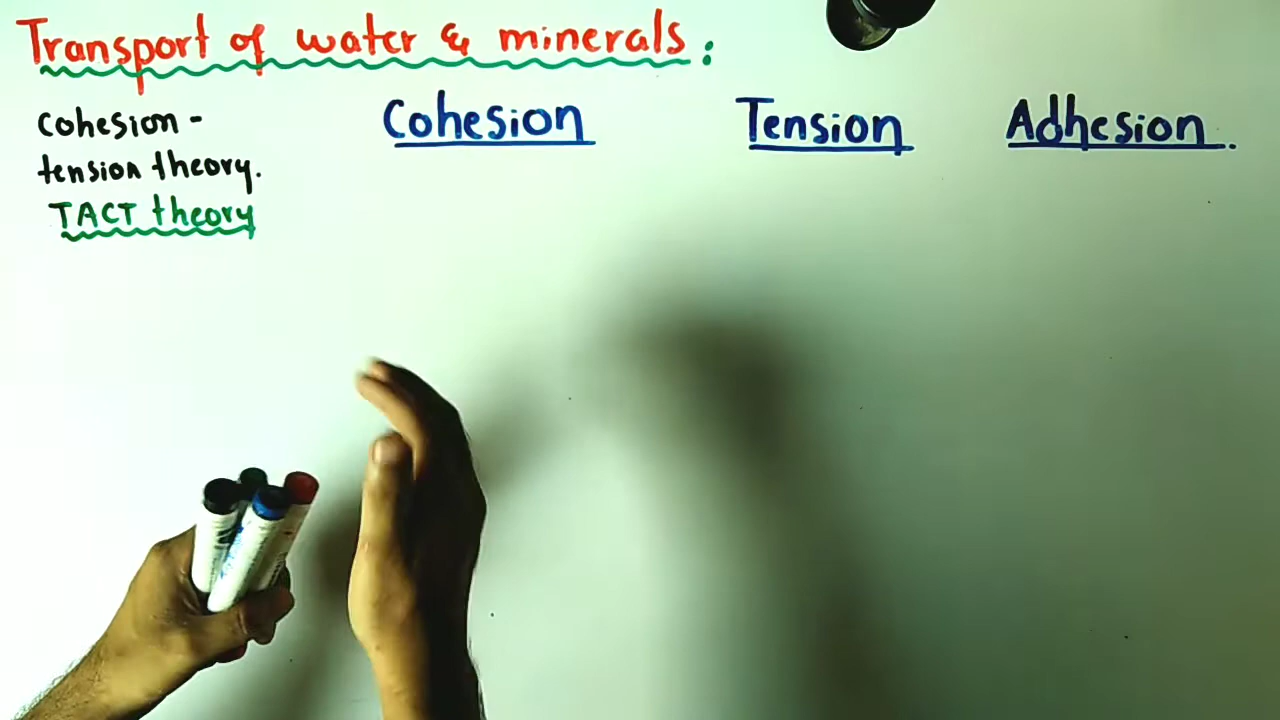 Transport of water & minerals:
Cohesion-
tension theory.
TACT theory
Cohesion
Tension
Adhesion.